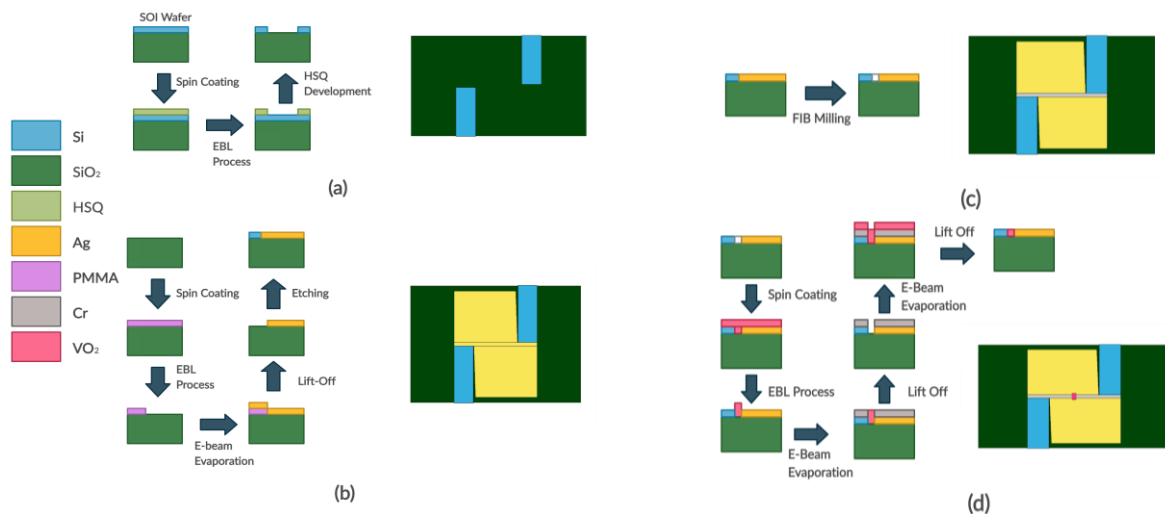 Si
SiO₂
HSQ
Ag
PMMA
Cr
VO₂
SOI Wafer
Spin Coating
EBL
Process
HSQ
Development
(a)
Spin Coating
EBL
Process
E-beam
Evaporation
Lift-Off
Etching
(b)
FIB Milling
(c)
Spin Coating
EBL Process
E-Beam
Evaporation
Lift Off
E-Beam
Evaporation
Lift Off
(d)